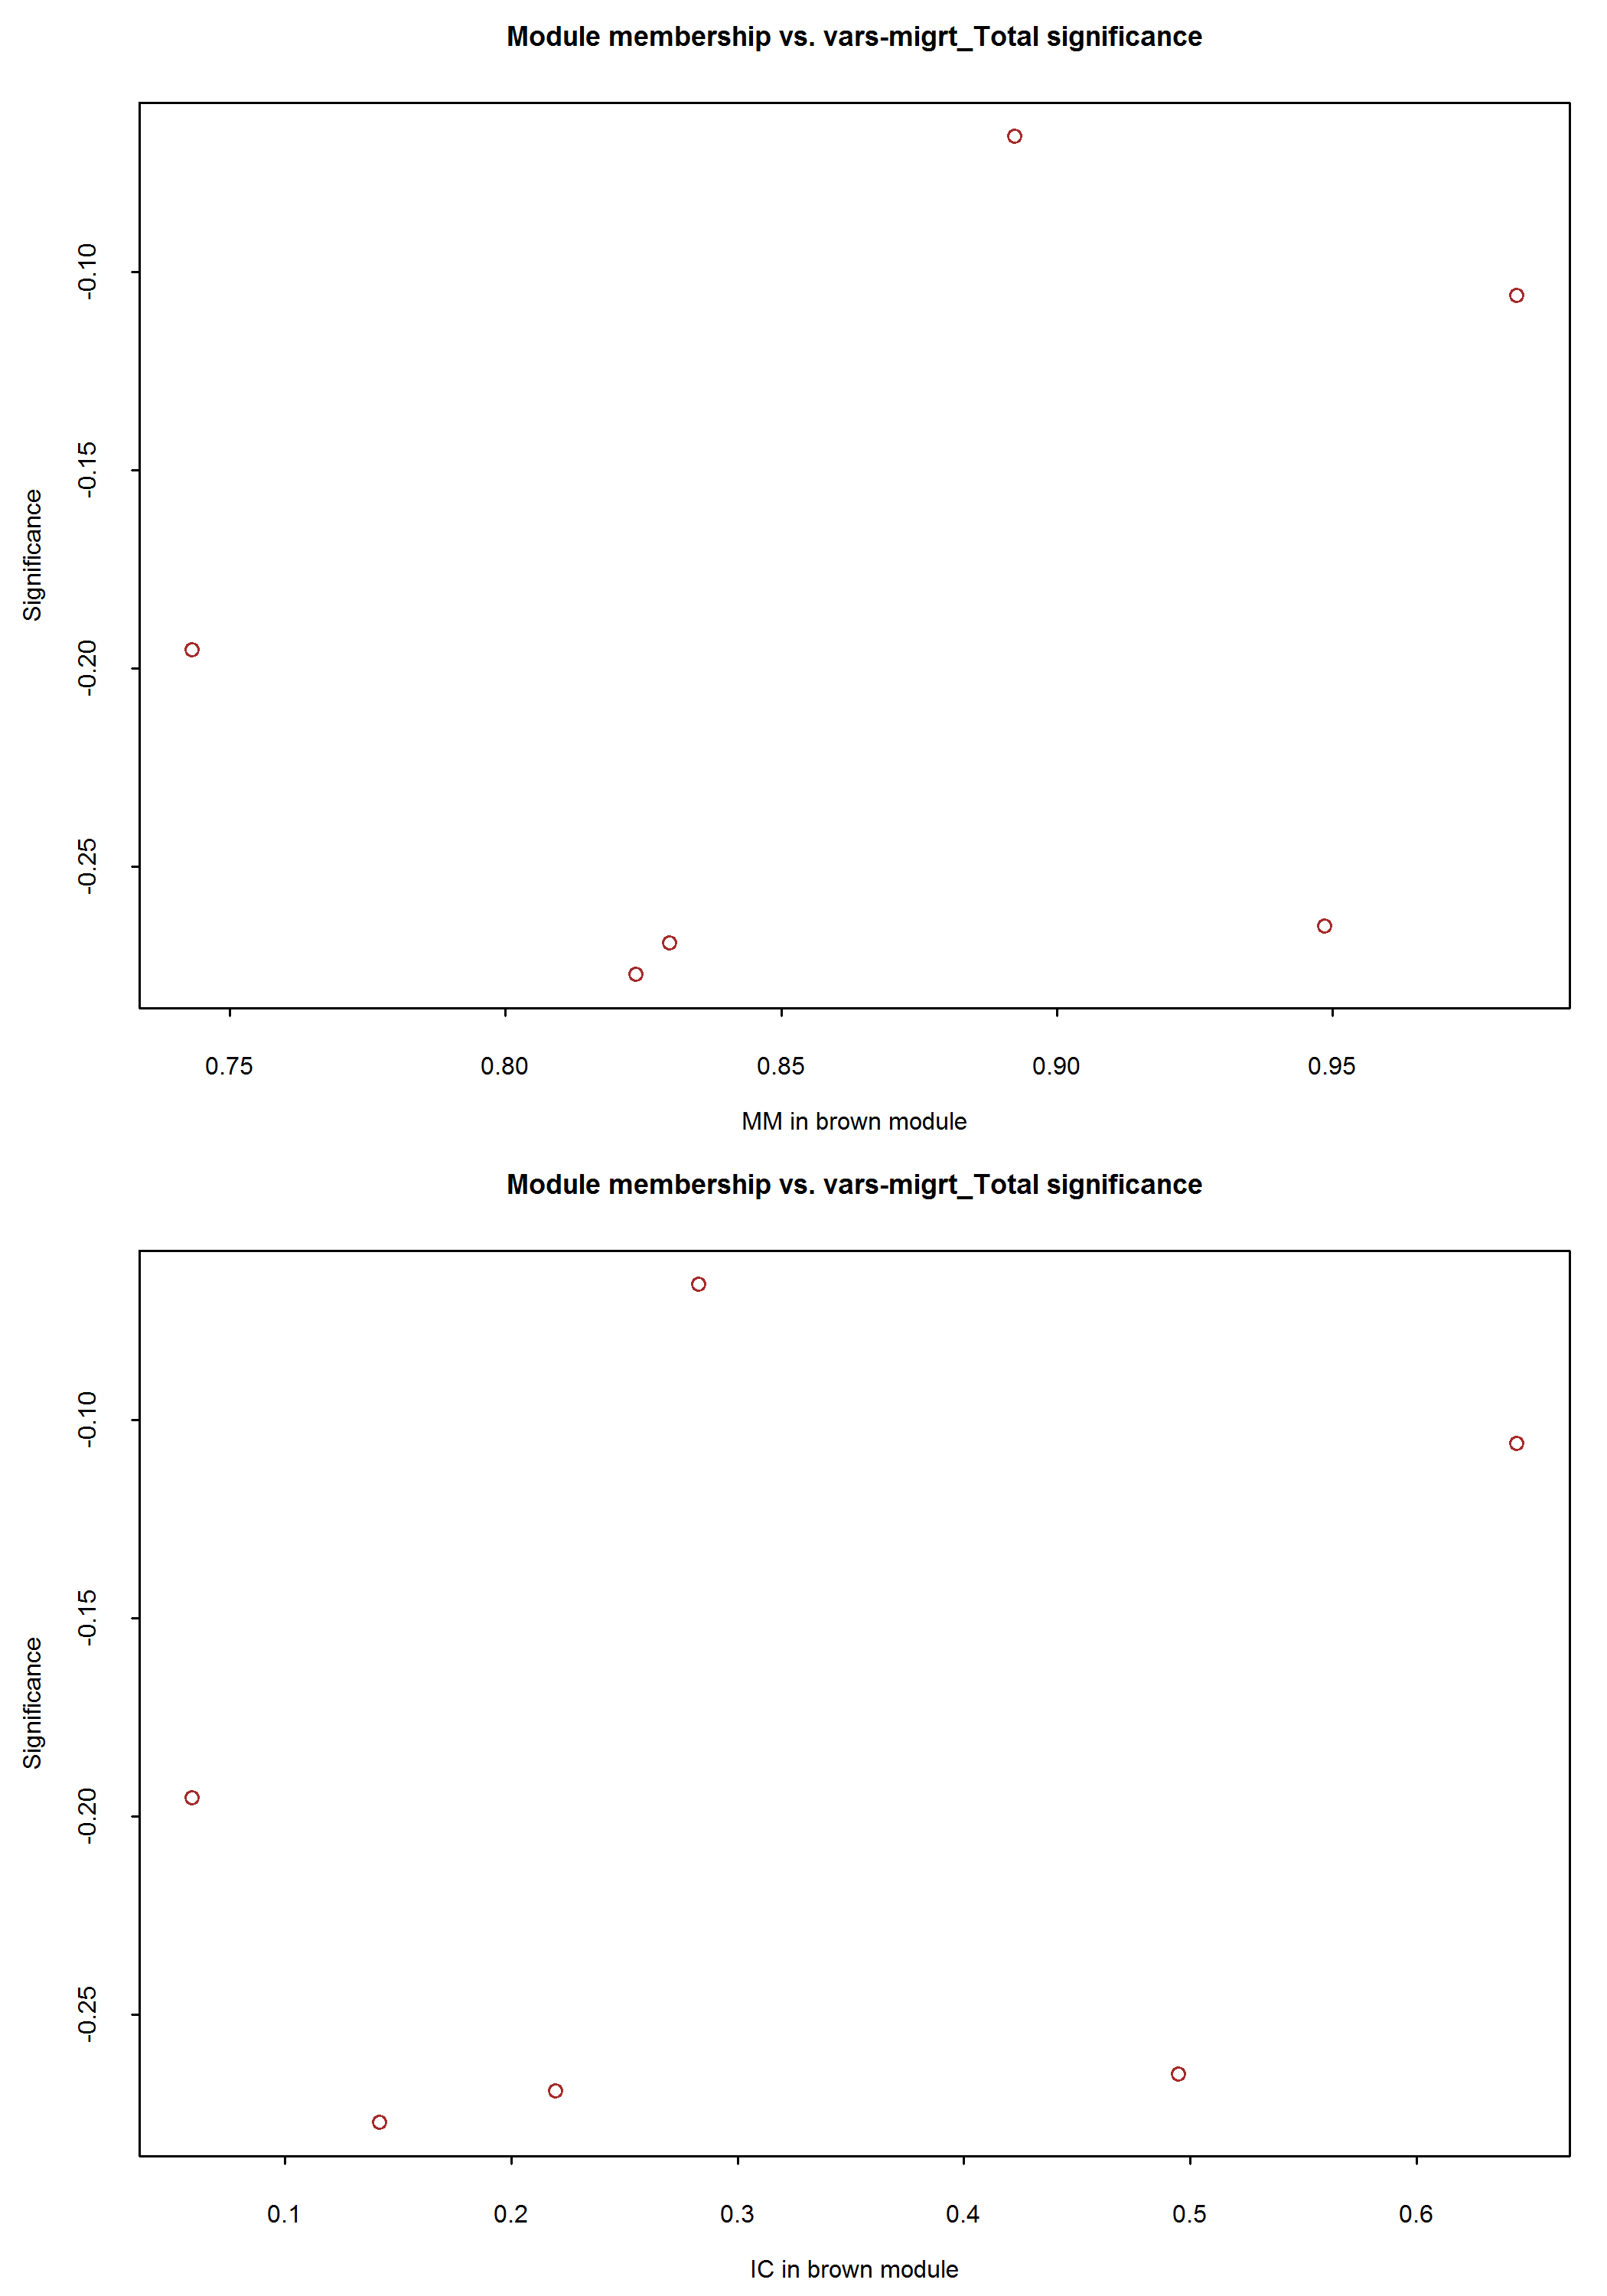 Module membership vs. vars-migrt_Total significance
Significance
-0.10
-0.15
-0.20
-0.25
0.75 0.80 0.85 0.90 0.95
MM in brown module
Module membership vs. vars-migrt_Total significance
Significance
-0.10
-0.15
-0.20
-0.25
0.1 0.2 0.3 0.4 0.5 0.6
IC in brown module